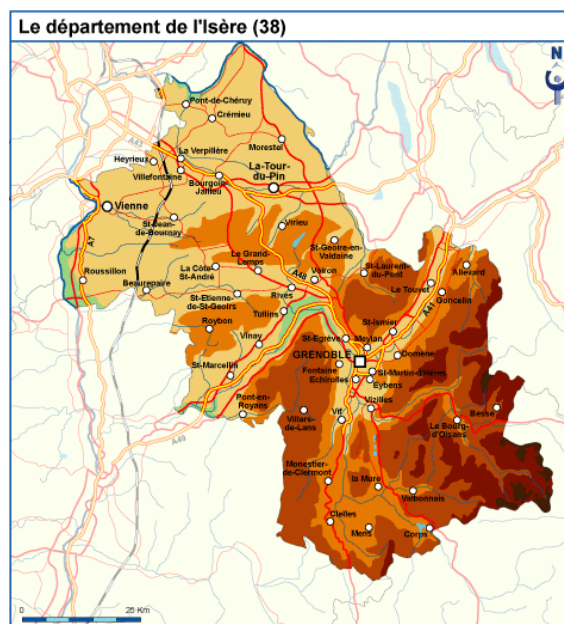 Le département de l'Isère (38)
N
Pont-de-Chéruy
Crémieu
A43
Morestel
La Verpillère
Heyrieux
Villefontaine
Bourgoin-
Jallieu
La-Tour-
du-Pin
Vienne
St-Jean-
de-Bournay
Virieu
A7
St-Geoire-en-
Valdaine
Le Grand-
Lemps
La Côte-
St-André
A48
Voiron
St-Laurent-
du-Pont
Allevard
Roussillon
Beaurepaire
Rives
Le Touvet
Goncelin
St-Etienne-
de-St-Geoirs
Tullins
A41
Roybon
St-Ismier
Vinay
St-Egrève
Meylan
GRENOBLE
Domène
St-Marcellin
Fontaine
St-Martin-d'Hères
Echirolles
Eybens
Pont-en-
Royans
Villars-
de-Lans
Vif
Vizilles
Besse
Le Bourg-
d'Oisans
A49
Monestier-
de-Clermont
la Mure
Valbonnais
Clelles
Mens
Corps
0
25 Km